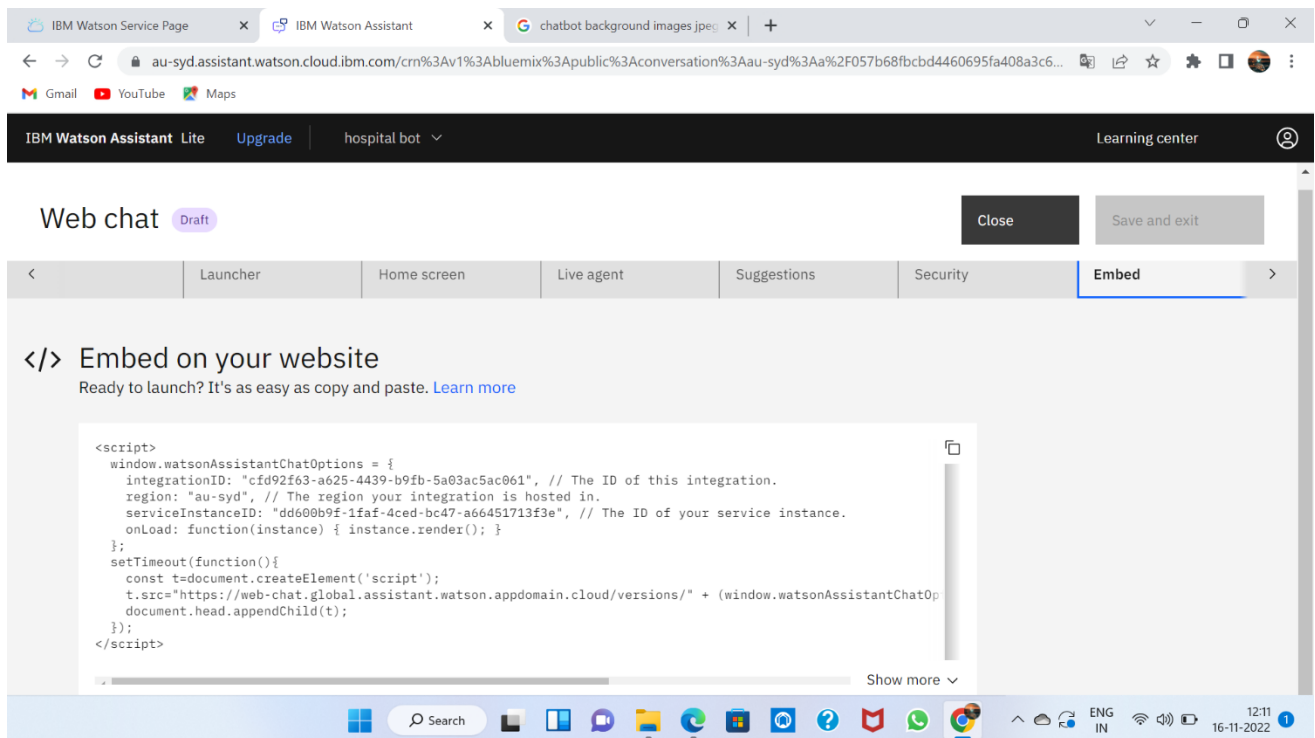 IBM Watson Service Page
IBM Watson Assistant
chatbot background images jpeg
au-syd.assistant.watson.cloud.ibm.com/crn%3Av1%3Abluemix%3Apublic%3Aconversation%3Aau-syd%3Aa%2F057b68fbcbd4460695fa408a3c6...
Gmail YouTube Maps
IBM Watson Assistant Lite Upgrade hospital bot Learning center
Web chat Draft Close Save and exit
Launcher Home screen Live agent Suggestions Security Embed
</> Embed on your website
Ready to launch? It's as easy as copy and paste. Learn more
<script>
window.watsonAssistantChatOptions = {
integrationID: "cfd92f63-a625-4439-b9fb-5a03ac5ac061", // The ID of this integration.
region: "au-syd", // The region your integration is hosted in.
serviceInstanceID: "dd600b9f-1faf-4ced-bc47-a66451713f3e", // The ID of your service instance.
onLoad: function(instance) { instance.render(); }
};
setTimeout(function(){
const t=document.createElement('script');
t.src="https://web-chat.global.assistant.watson.appdomain.cloud/versions/" + (window.watsonAssistantChatOp
document.head.appendChild(t);
});
</script>
Show more
Search
ENG
IN
12:11
16-11-2022
1